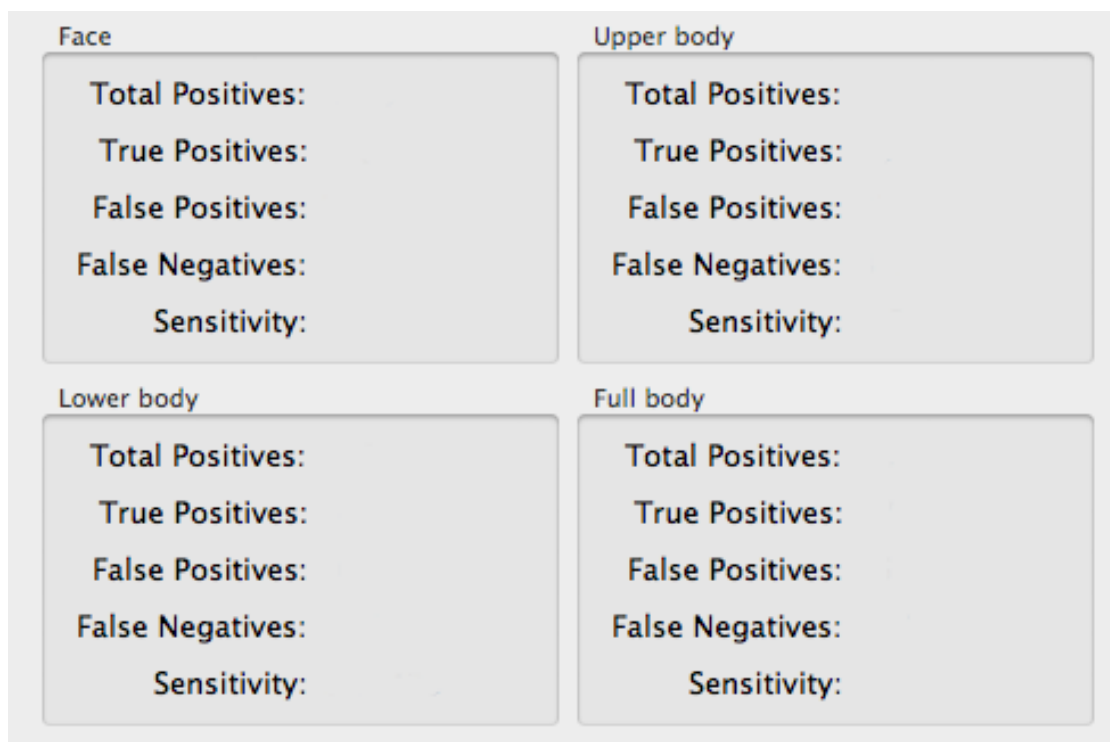 Face
Total Positives:
True Positives:
False Positives:
False Negatives:
Sensitivity:
Upper body
Total Positives:
True Positives:
False Positives:
False Negatives:
Sensitivity:
Lower body
Total Positives:
True Positives:
False Positives:
False Negatives:
Sensitivity:
Full body
Total Positives:
True Positives:
False Positives:
False Negatives:
Sensitivity: